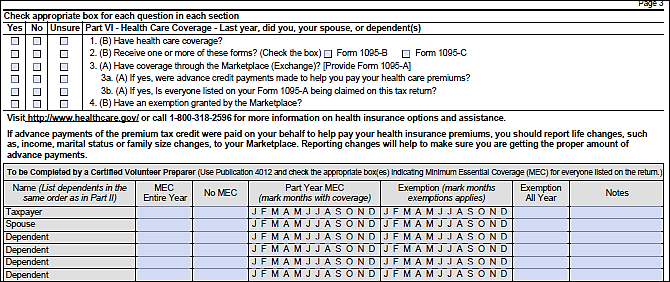 Page 3
Check appropriate box for each question in each section
Yes No Unsure Part VI - Health Care Coverage - Last year, did you, your spouse, or dependent(s)
1. (B) Have health care coverage?
2. (B) Receive one or more of these forms? (Check the box) Form 1095-B Form 1095-C
3. (A) Have coverage through the Marketplace (Exchange)? [Provide Form 1095-A]
3a. (A) If yes, were advance credit payments made to help you pay your health care premiums?
3b. (A) If yes, Is everyone listed on your Form 1095-A being claimed on this tax return?
4. (B) Have an exemption granted by the Marketplace?
Visit http://www.healthcare.gov/ or call 1-800-318-2596 for more information on health insurance options and assistance.
If advance payments of the premium tax credit were paid on your behalf to help pay your health insurance premiums, you should report life changes, such
as, income, marital status or family size changes, to your Marketplace. Reporting changes will help to make sure you are getting the proper amount of
advance payments.
To be Completed by a Certified Volunteer Preparer (Use Publication 4012 and check the appropriate box(es) indicating Minimum Essential Coverage (MEC) for everyone listed on the return.)
Name (List dependents in the
same order as in Part II)
MEC
Entire Year
No MEC
Part Year MEC
(mark months with coverage)
Exemption (mark months
exemptions applies)
Exemption
All Year
Notes
Taxpayer J F M A M J J A S O N D J F M A M J J A S O N D
Spouse J F M A M J J A S O N D J F M A M J J A S O N D
Dependent J F M A M J J A S O N D J F M A M J J A S O N D
Dependent J F M A M J J A S O N D J F M A M J J A S O N D
Dependent J F M A M J J A S O N D J F M A M J J A S O N D
Dependent J F M A M J J A S O N D J F M A M J J A S O N D